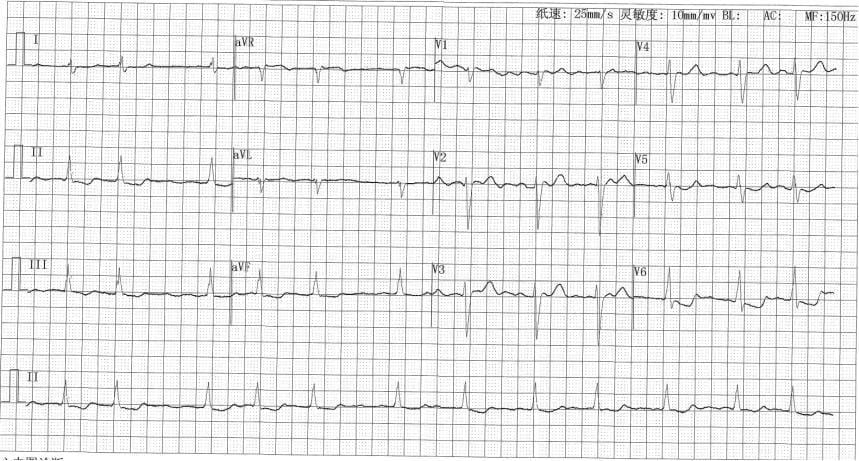 纸速: 25mm/s 灵敏度: 10mm/mv BL: AC: MF:150Hz
I aVR V1 V4
II aVL V2 V5
III aVF V3 V6
II